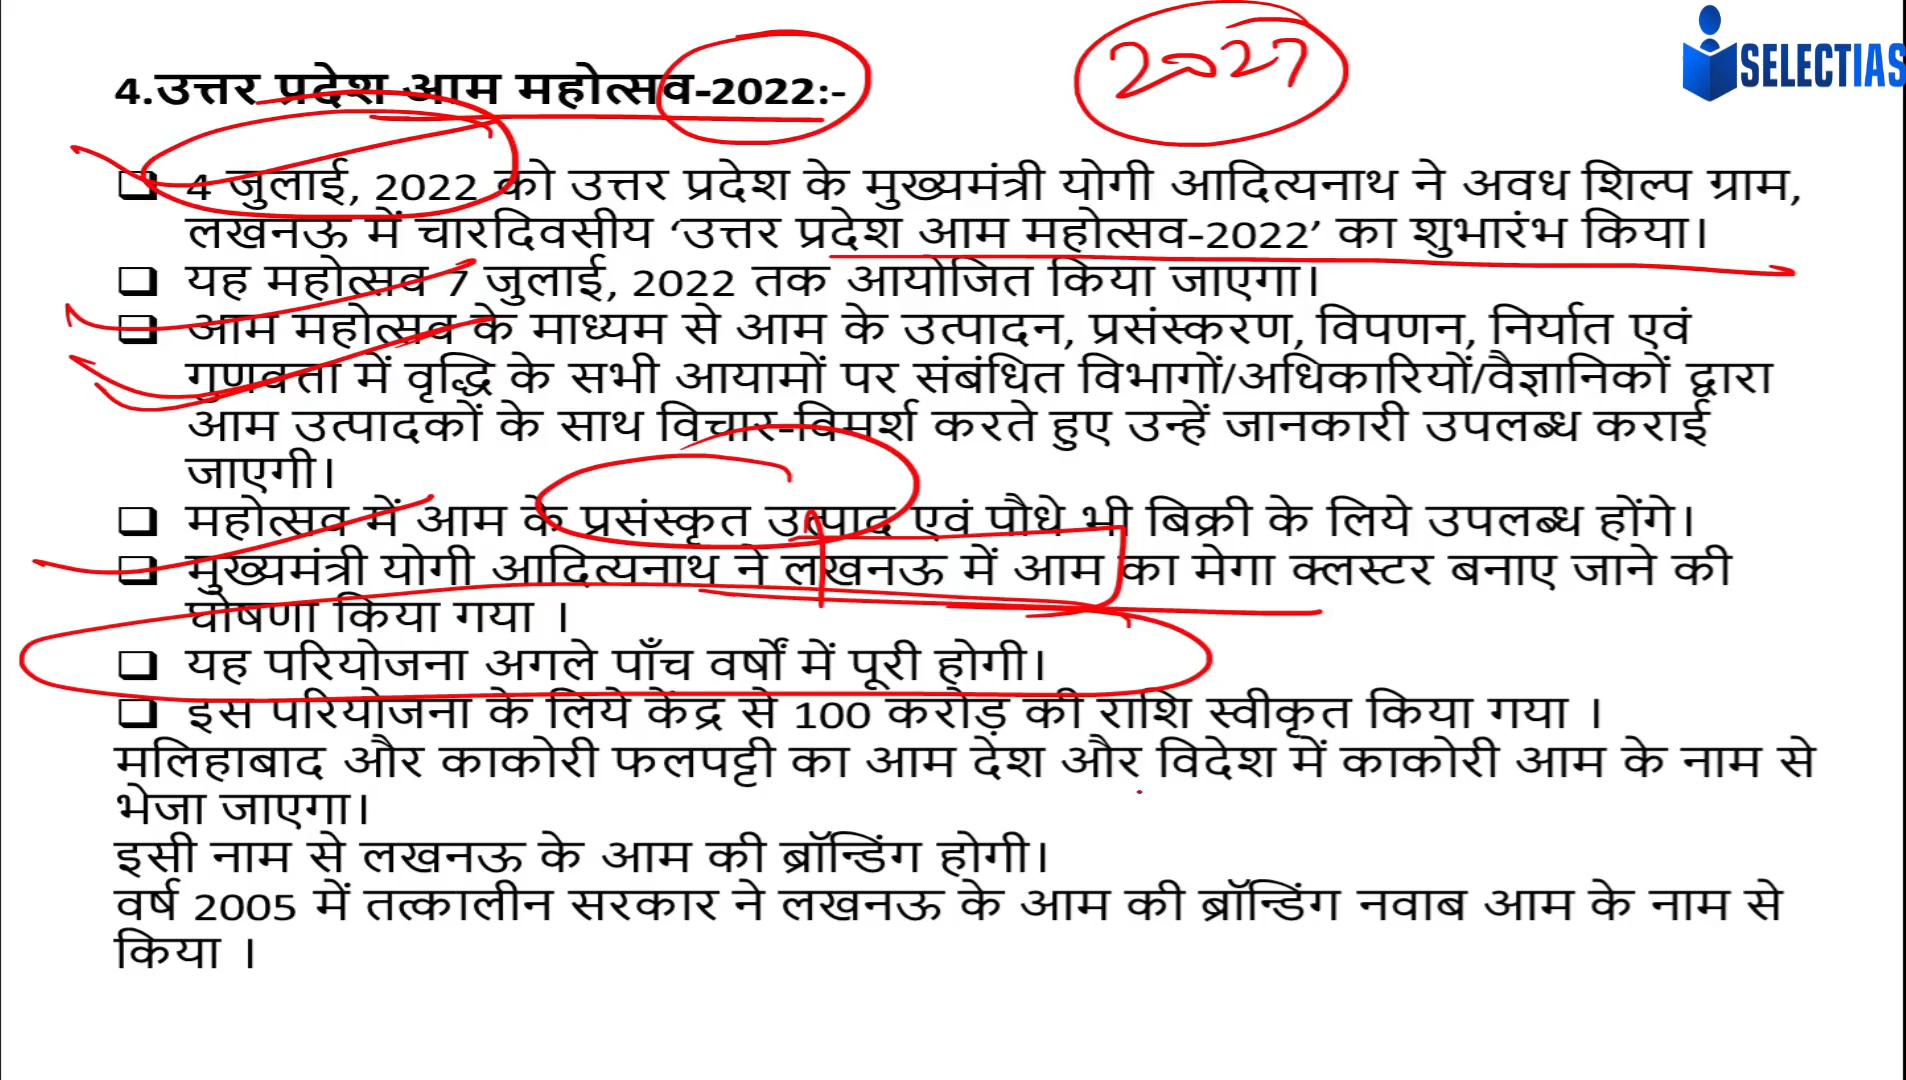 2027
SELECTIAS
4.उत्तर प्रदेश आम महोत्सव-2022:-
❑ 4 जुलाई, 2022 को उत्तर प्रदेश के मुख्यमंत्री योगी आदित्यनाथ ने अवध शिल्प ग्राम,
लखनऊ में चारदिवसीय ‘उत्तर प्रदेश आम महोत्सव-2022’ का शुभारंभ किया।
❑ यह महोत्सव 7 जुलाई, 2022 तक आयोजित किया जाएगा।
❑ आम महोत्सव के माध्यम से आम के उत्पादन, प्रसंस्करण, विपणन, निर्यात एवं
गुणवता में वृद्धि के सभी आयामों पर संबंधित विभागों/अधिकारियों/वैज्ञानिकों द्वारा
आम उत्पादकों के साथ विचार-विमर्श करते हुए उन्हें जानकारी उपलब्ध कराई
जाएगी।
❑ महोत्सव में आम के प्रसंस्कृत उत्पाद एवं पौधे भी बिक्री के लिये उपलब्ध होंगे।
❑ मुख्यमंत्री योगी आदित्यनाथ ने लखनऊ में आम का मेगा क्लस्टर बनाए जाने की
घोषणा किया गया ।
❑ यह परियोजना अगले पाँच वर्षों में पूरी होगी।
❑ इस परियोजना के लिये केंद्र से 100 करोड़ की राशि स्वीकृत किया गया ।
मलिहाबाद और काकोरी फलपट्टी का आम देश और विदेश में काकोरी आम के नाम से
भेजा जाएगा।
इसी नाम से लखनऊ के आम की ब्रॉन्डिंग होगी।
वर्ष 2005 में तत्कालीन सरकार ने लखनऊ के आम की ब्रॉन्डिंग नवाब आम के नाम से
किया ।